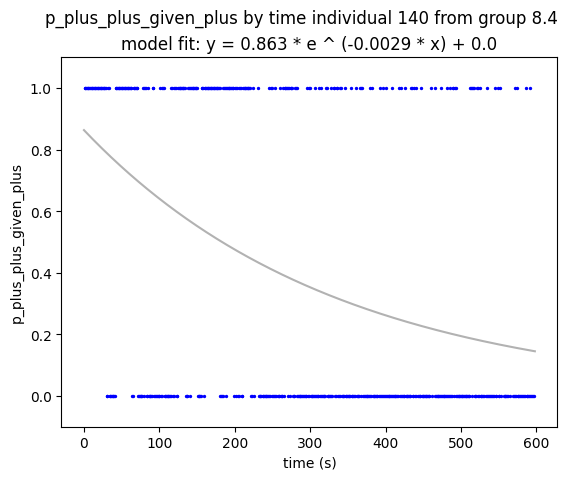 p_plus_plus_given_plus by time individual 140 from group 8.4
model fit: y = 0.863 * e ^ (-0.0029 * x) + 0.0
1.0
0.8
0.6
0.4
0.2
0.0
p_plus_plus_given_plus
0 100 200 300 400 500 600
time (s)